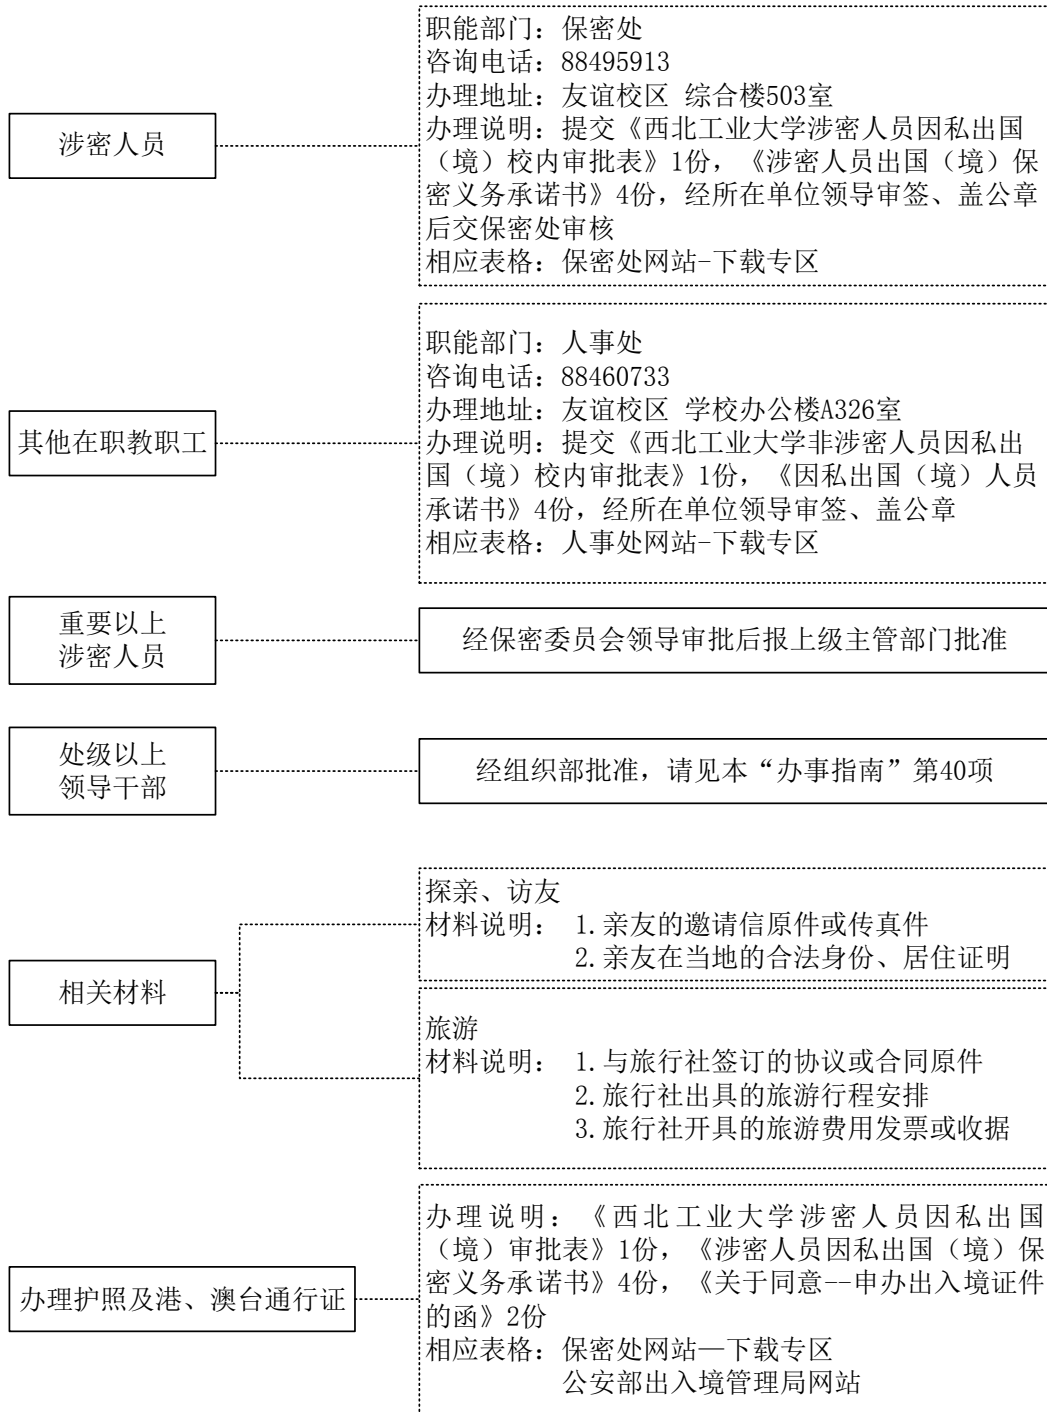 涉密人员
职能部门：保密处
咨询电话：88495913
办理地址：友谊校区 综合楼503室
办理说明：提交《西北工业大学涉密人员因私出国
（境）校内审批表》1份，《涉密人员出国（境）保
密义务承诺书》4份，经所在单位领导审签、盖公章
后交保密处审核
相应表格：保密处网站-下载专区
其他在职教职工
职能部门：人事处
咨询电话：88460733
办理地址：友谊校区 学校办公楼A326室
办理说明：提交《西北工业大学非涉密人员因私出
国（境）校内审批表》1份，《因私出国（境）人员
承诺书》4份，经所在单位领导审签、盖公章
相应表格：人事处网站-下载专区
重要以上
涉密人员
经保密委员会领导审批后报上级主管部门批准
处级以上
领导干部
经组织部批准，请见本“办事指南”第40项
相关材料
探亲、访友
材料说明： 1.亲友的邀请信原件或传真件
2.亲友在当地的合法身份、居住证明
旅游
材料说明： 1.与旅行社签订的协议或合同原件
2.旅行社出具的旅游行程安排
3.旅行社开具的旅游费用发票或收据
办理护照及港、澳台通行证
办理说明：《西北工业大学涉密人员因私出国
（境）审批表》1份，《涉密人员因私出国（境）保
密义务承诺书》4份，《关于同意--申办出入境证件
的函》2份
相应表格：保密处网站—下载专区
公安部出入境管理局网站